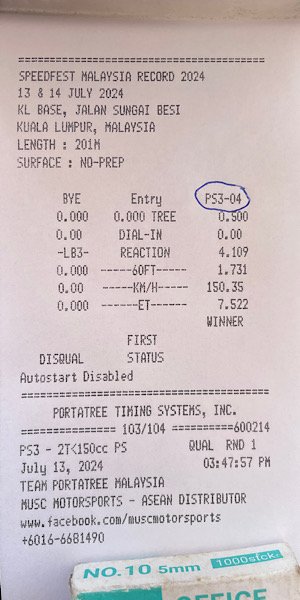 ========================================
SPEEDFEST MALAYSIA RECORD 2024
13 & 14 JULY 2024
KL BASE, JALAN SUNGAI BESI
KUALA LUMPUR, MALAYSIA
LENGTH : 201M
SURFACE : NO-PREP
BYE Entry PS3-04
0.000 0.000 TREE 0.500
0.00 DIAL-IN 0.00
-LB3- REACTION 4.109
0.000 ------60FT------ 1.731
0.00 -----KM/H------ 150.35
0.000 -------ET------- 7.522
WINNER
FIRST
DISQUAL STATUS
Autostart Disabled
========================================
PORTATREE TIMING SYSTEMS, INC.
=============== 103/104 ==========600214
PS3 - 2T<150cc PS QUAL RND 1
July 13, 2024 03:47:57 PM
TEAM PORTATREE MALAYSIA
MUSC MOTORSPORTS - ASEAN DISTRIBUTOR
www.facebook.com/muscmotorsports
+6016-6681490
NO.10 5mm 1000stck:
OFFICE